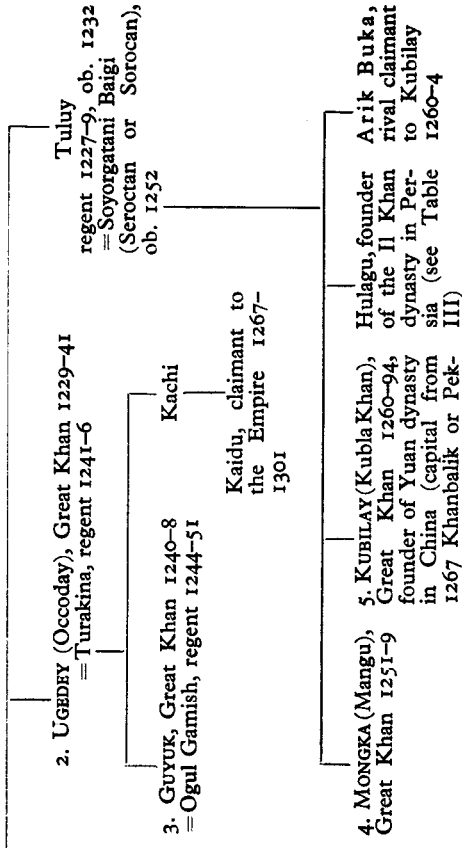 2. UGEDEY (Occoday), Great Khan 1229–41
=Turakina, regent 1241–6
Tuluy
regent 1227–9, ob. 1232
=Soyorgatani Baigi
(Seroctan or Sorocan),
ob. 1252
3. GUYUK, Great Khan 1240–8
=Ogul Gamish, regent 1244–51
Kachi
Kaidu, claimant to
the Empire 1267–
1301
4. MONGKA (Mangu),
Great Khan 1251–9
5. KUBILAY (Kubla Khan),
Great Khan 1260–94,
founder of Yuan dynasty
in China (capital from
1267 Khanbalik or Pek-
Hulagu, founder
of the Il Khan
dynasty in Per-
sia (see Table
III)
Arik Buka,
rival claimant
to Kubilay
1260–4